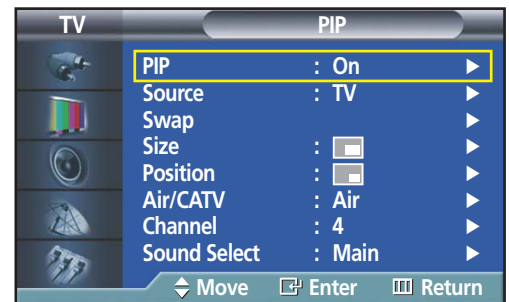 TV PIP
PIP : On
Source : TV
Swap
Size :
Position :
Air/CATV : Air
Channel : 4
Sound Select : Main
Move Enter Return